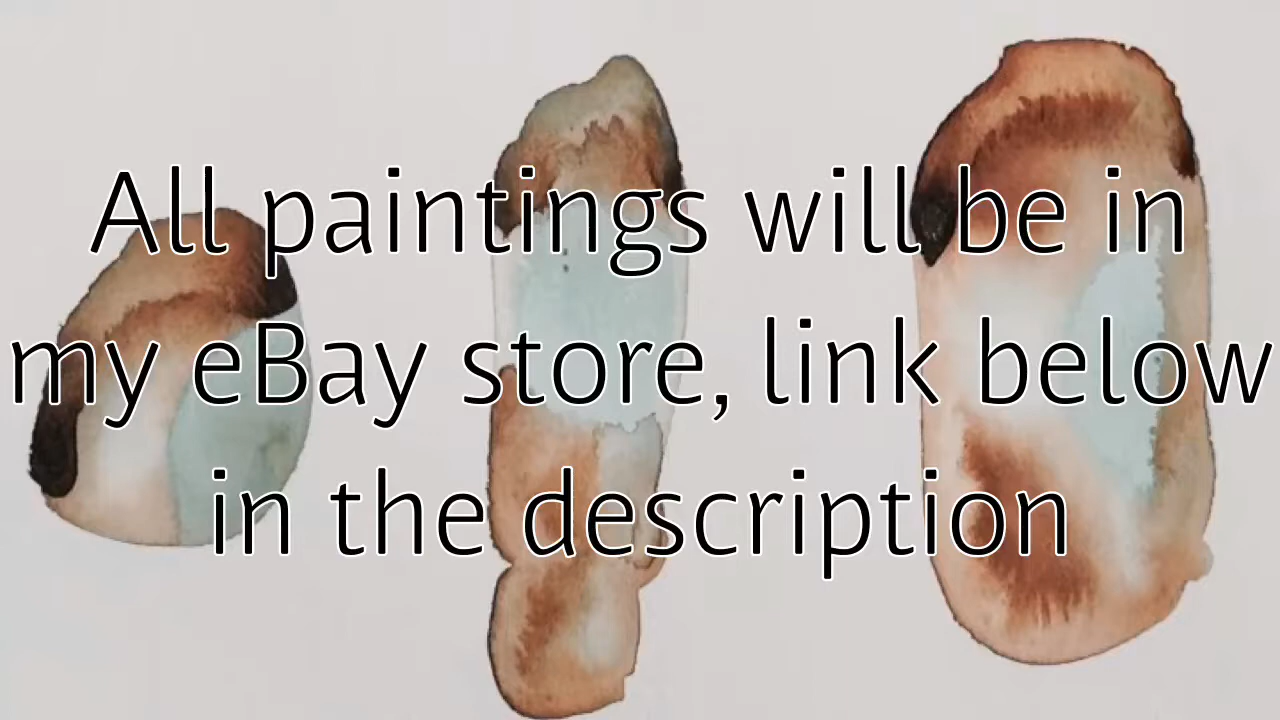 All paintings will be in
my eBay store, link below
in the description